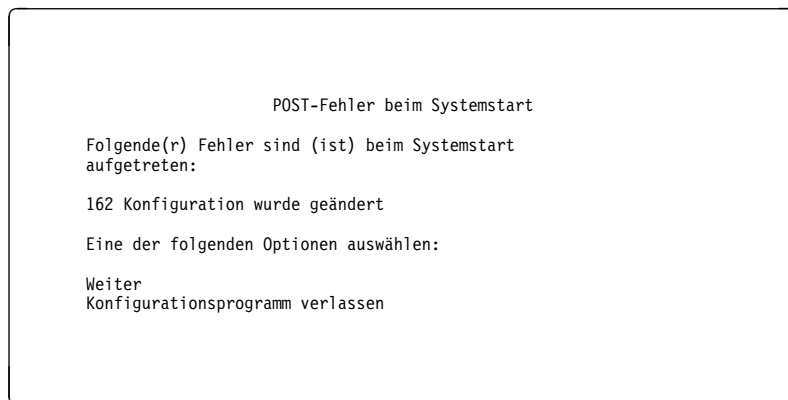 POST-Fehler beim Systemstart
Folgende(r) Fehler sind (ist) beim Systemstart
aufgetreten:
162 Konfiguration wurde geändert
Eine der folgenden Optionen auswählen:
Weiter
Konfigurationsprogramm verlassen